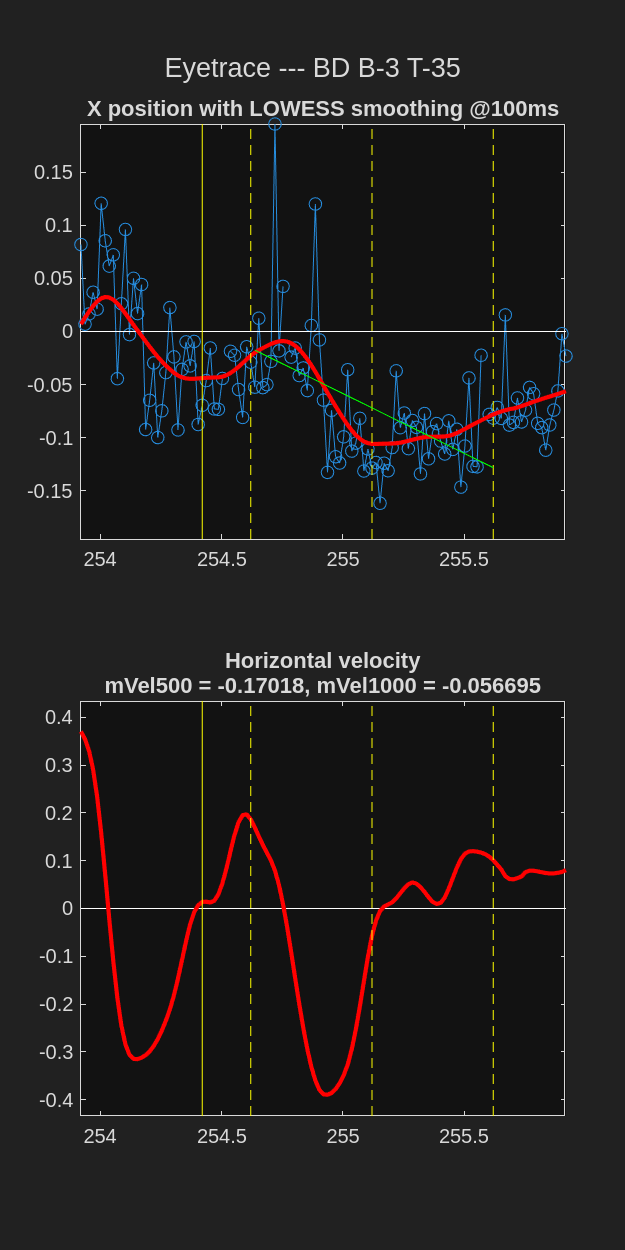 Eyetrace --- BD B-3 T-35
X position with LOWESS smoothing @100ms
0.15
0.1
0.05
0
-0.05
-0.1
-0.15
254 254.5 255 255.5
Horizontal velocity
mVel500 = -0.17018, mVel1000 = -0.056695
0.4
0.3
0.2
0.1
0
-0.1
-0.2
-0.3
-0.4
254 254.5 255 255.5